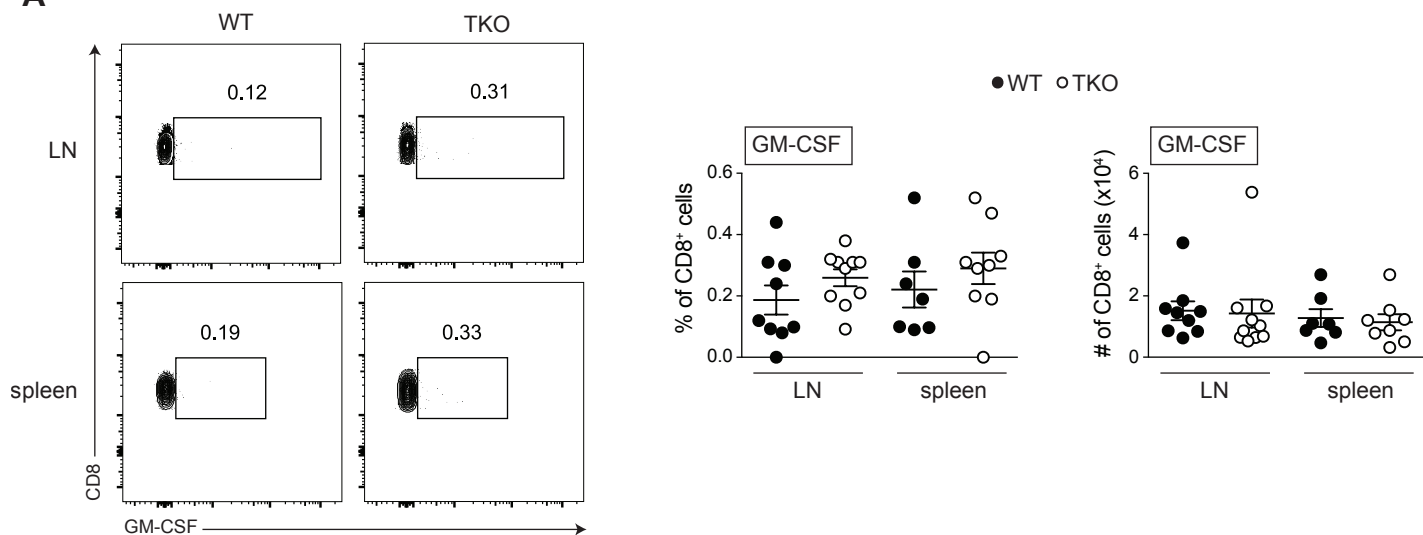 A
WT
TKO
LN
0.12
0.31
spleen
0.19
0.33
CD8
GM-CSF
● WT ○ TKO
GM-CSF
% of CD8⁺ cells
0.6
0.4
0.2
0.0
LN
spleen
GM-CSF
# of CD8⁺ cells (x10⁴)
6
4
2
0
LN
spleen